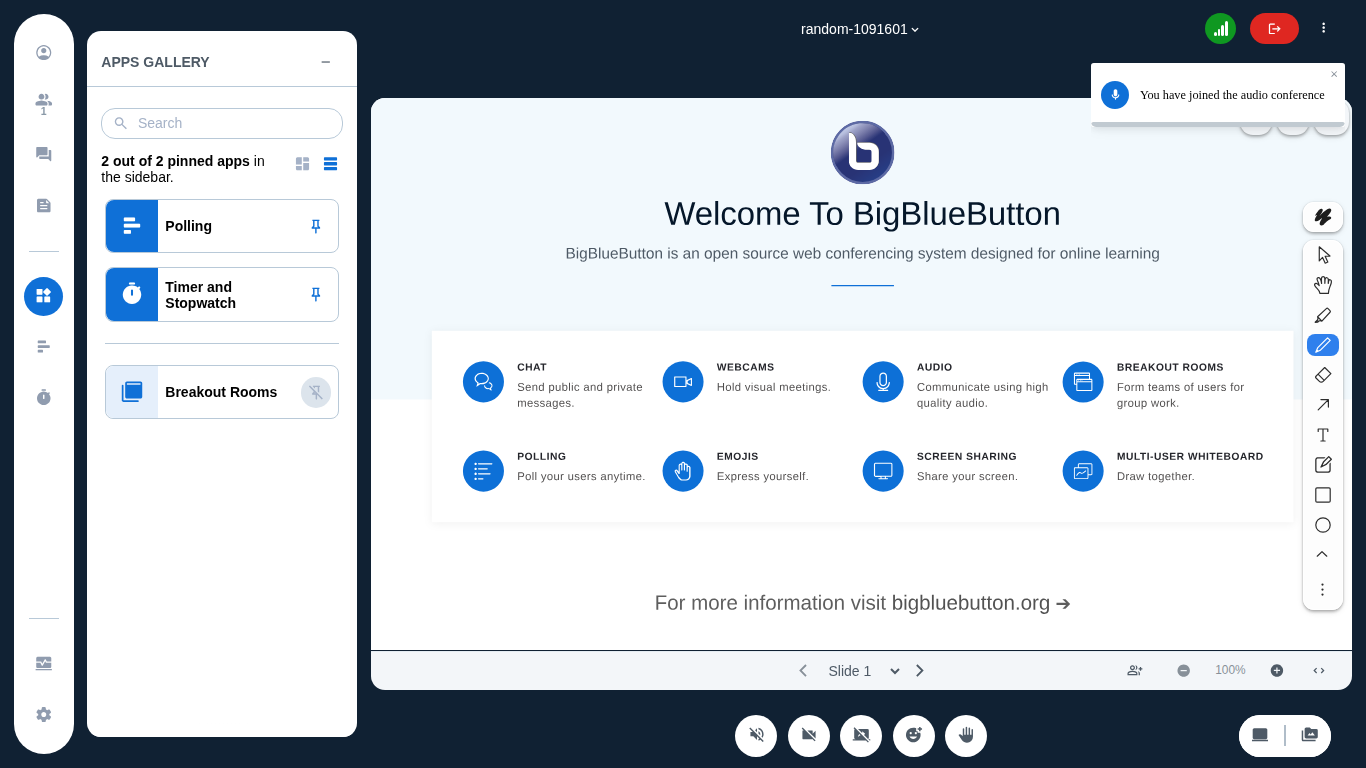 random-1091601
APPS GALLERY
You have joined the audio conference
1
Search
2 out of 2 pinned apps in
the sidebar.
Polling
Timer and
Stopwatch
Breakout Rooms
Welcome To BigBlueButton
BigBlueButton is an open source web conferencing system designed for online learning
CHAT
Send public and private
messages.
WEBCAMS
Hold visual meetings.
AUDIO
Communicate using high
quality audio.
BREAKOUT ROOMS
Form teams of users for
group work.
POLLING
Poll your users anytime.
EMOJIS
Express yourself.
SCREEN SHARING
Share your screen.
MULTI-USER WHITEBOARD
Draw together.
For more information visit bigbluebutton.org ➔
Slide 1
100%